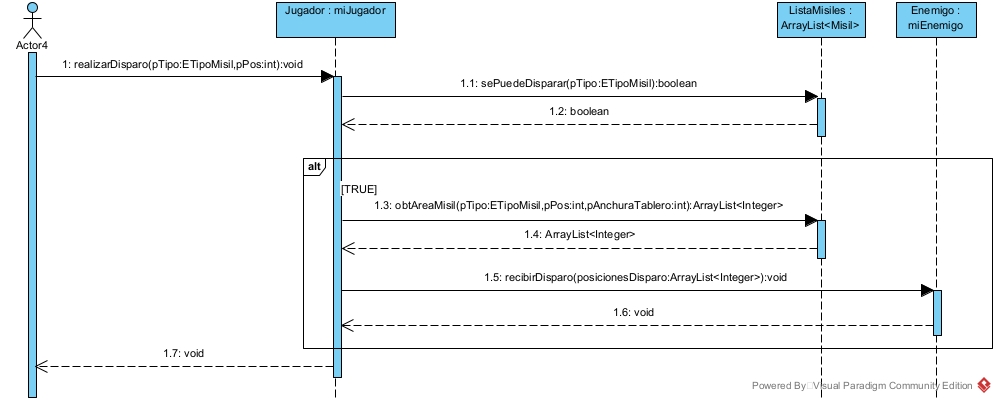 Jugador : miJugador
ListaMisiles :
ArrayList<Misil>
Enemigo :
miEnemigo
Actor4
1: realizarDisparo(pTipo:ETipoMisil,pPos:int):void
1.1: sePuedeDisparar(pTipo:ETipoMisil):boolean
1.2: boolean
alt
[TRUE]
1.3: obtAreaMisil(pTipo:ETipoMisil,pPos:int,pAnchuraTablero:int):ArrayList<Integer>
1.4: ArrayList<Integer>
1.5: recibirDisparo(posicionesDisparo:ArrayList<Integer>):void
1.6: void
1.7: void
Powered By Visual Paradigm Community Edition